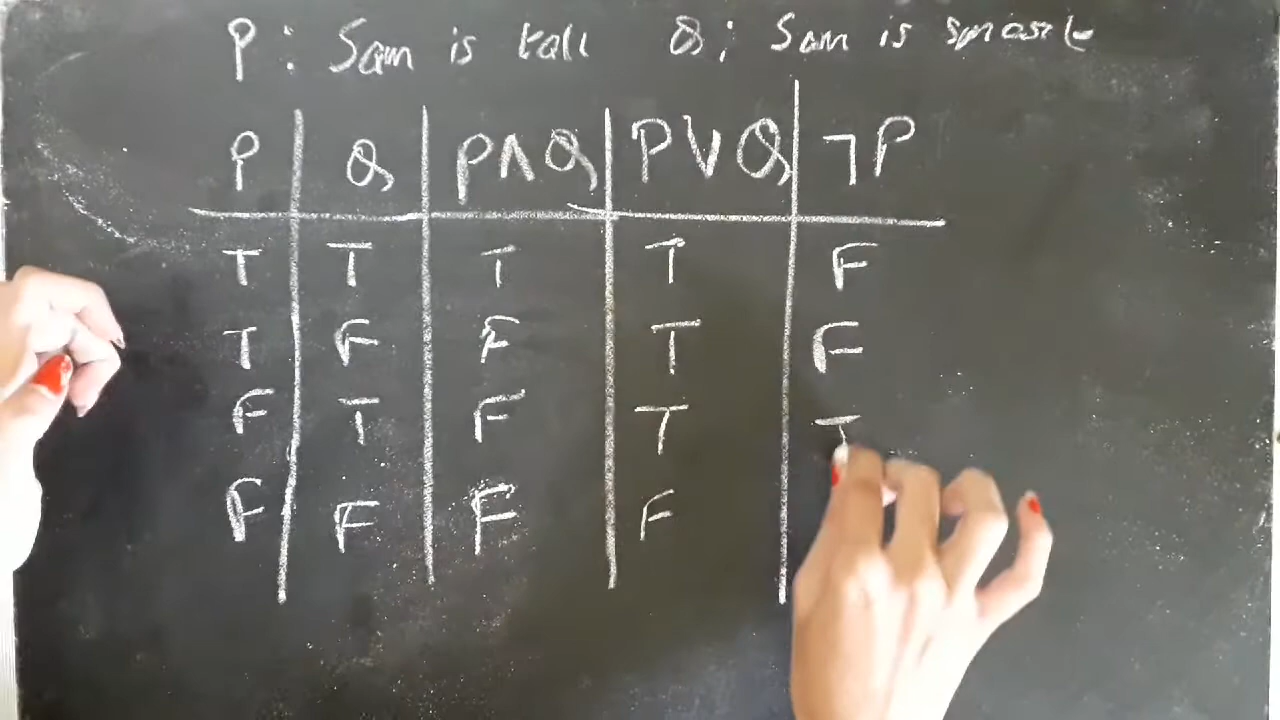 P : Sam is tall Q : Sam is smart
P Q P∧Q P∨Q ¬P
T T T T F
T F F T F
F T F T T
F F F F